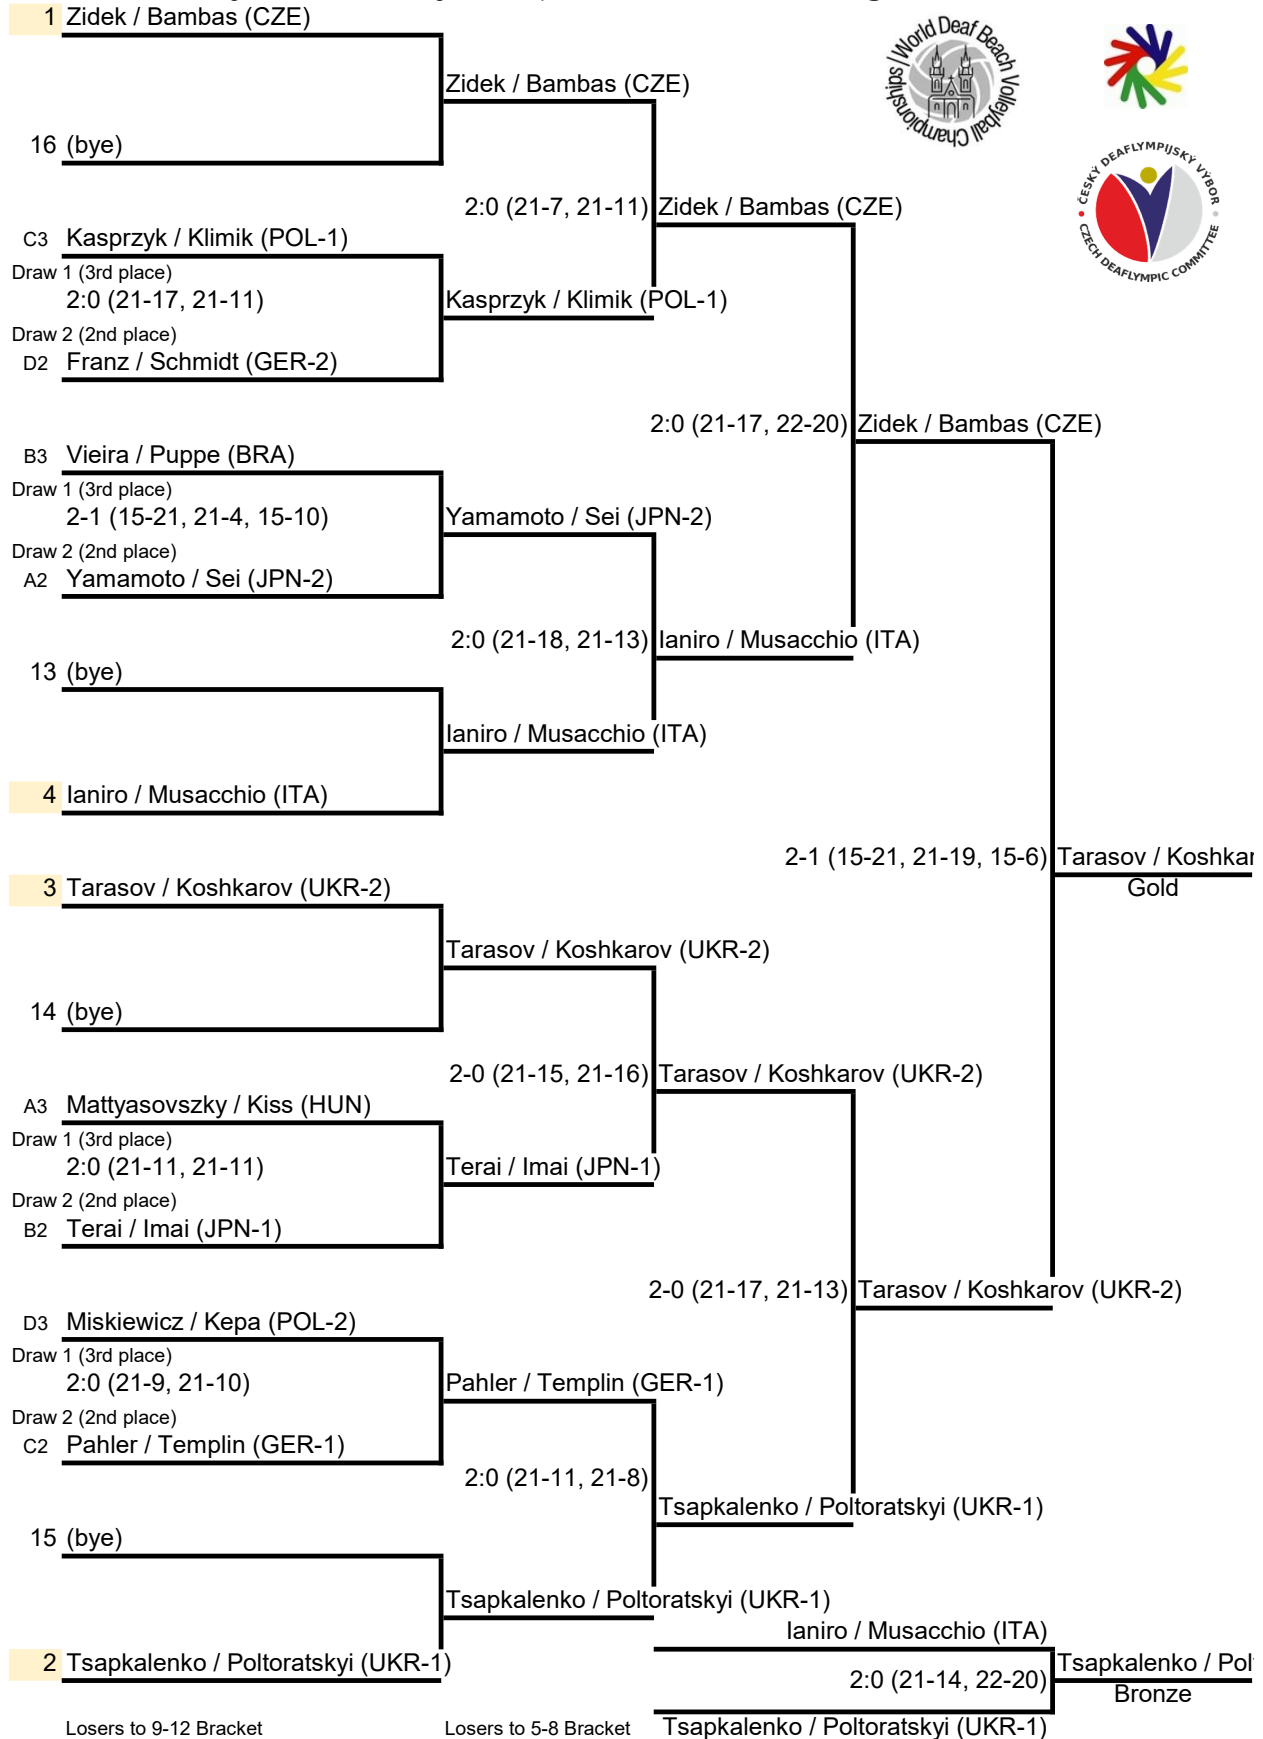 1 Zidek / Bambas (CZE)
Zidek / Bambas (CZE)
16 (bye)
2:0 (21-7, 21-11) Zidek / Bambas (CZE)
C3 Kasprzyk / Klimik (POL-1)
Draw 1 (3rd place)
2:0 (21-17, 21-11)
Kasprzyk / Klimik (POL-1)
Draw 2 (2nd place)
D2 Franz / Schmidt (GER-2)
2:0 (21-17, 22-20) Zidek / Bambas (CZE)
B3 Vieira / Puppe (BRA)
Draw 1 (3rd place)
2-1 (15-21, 21-4, 15-10)
Yamamoto / Sei (JPN-2)
Draw 2 (2nd place)
A2 Yamamoto / Sei (JPN-2)
2:0 (21-18, 21-13) Ianiro / Musacchio (ITA)
13 (bye)
Ianiro / Musacchio (ITA)
4 Ianiro / Musacchio (ITA)
2-1 (15-21, 21-19, 15-6) Tarasov / Koshkar
Gold
3 Tarasov / Koshkarov (UKR-2)
Tarasov / Koshkarov (UKR-2)
14 (bye)
2-0 (21-15, 21-16) Tarasov / Koshkarov (UKR-2)
A3 Mattyasovszky / Kiss (HUN)
Draw 1 (3rd place)
2:0 (21-11, 21-11)
Terai / Imai (JPN-1)
Draw 2 (2nd place)
B2 Terai / Imai (JPN-1)
2-0 (21-17, 21-13) Tarasov / Koshkarov (UKR-2)
D3 Miskiewicz / Kepa (POL-2)
Draw 1 (3rd place)
2:0 (21-9, 21-10)
Pahler / Templin (GER-1)
Draw 2 (2nd place)
C2 Pahler / Templin (GER-1)
2:0 (21-11, 21-8)
Tsapkalenko / Poltoratskyi (UKR-1)
15 (bye)
Tsapkalenko / Poltoratskyi (UKR-1)
Ianiro / Musacchio (ITA)
2 Tsapkalenko / Poltoratskyi (UKR-1)
2:0 (21-14, 22-20) Tsapkalenko / Pol
Bronze
Losers to 9-12 Bracket
Losers to 5-8 Bracket
Tsapkalenko / Poltoratskyi (UKR-1)
World Deaf Beach Volleyball Championships
ČESKÝ DEAFLYMPIJSKÝ VÝBOR
CZECH DEAFLYMPIC COMMITTEE